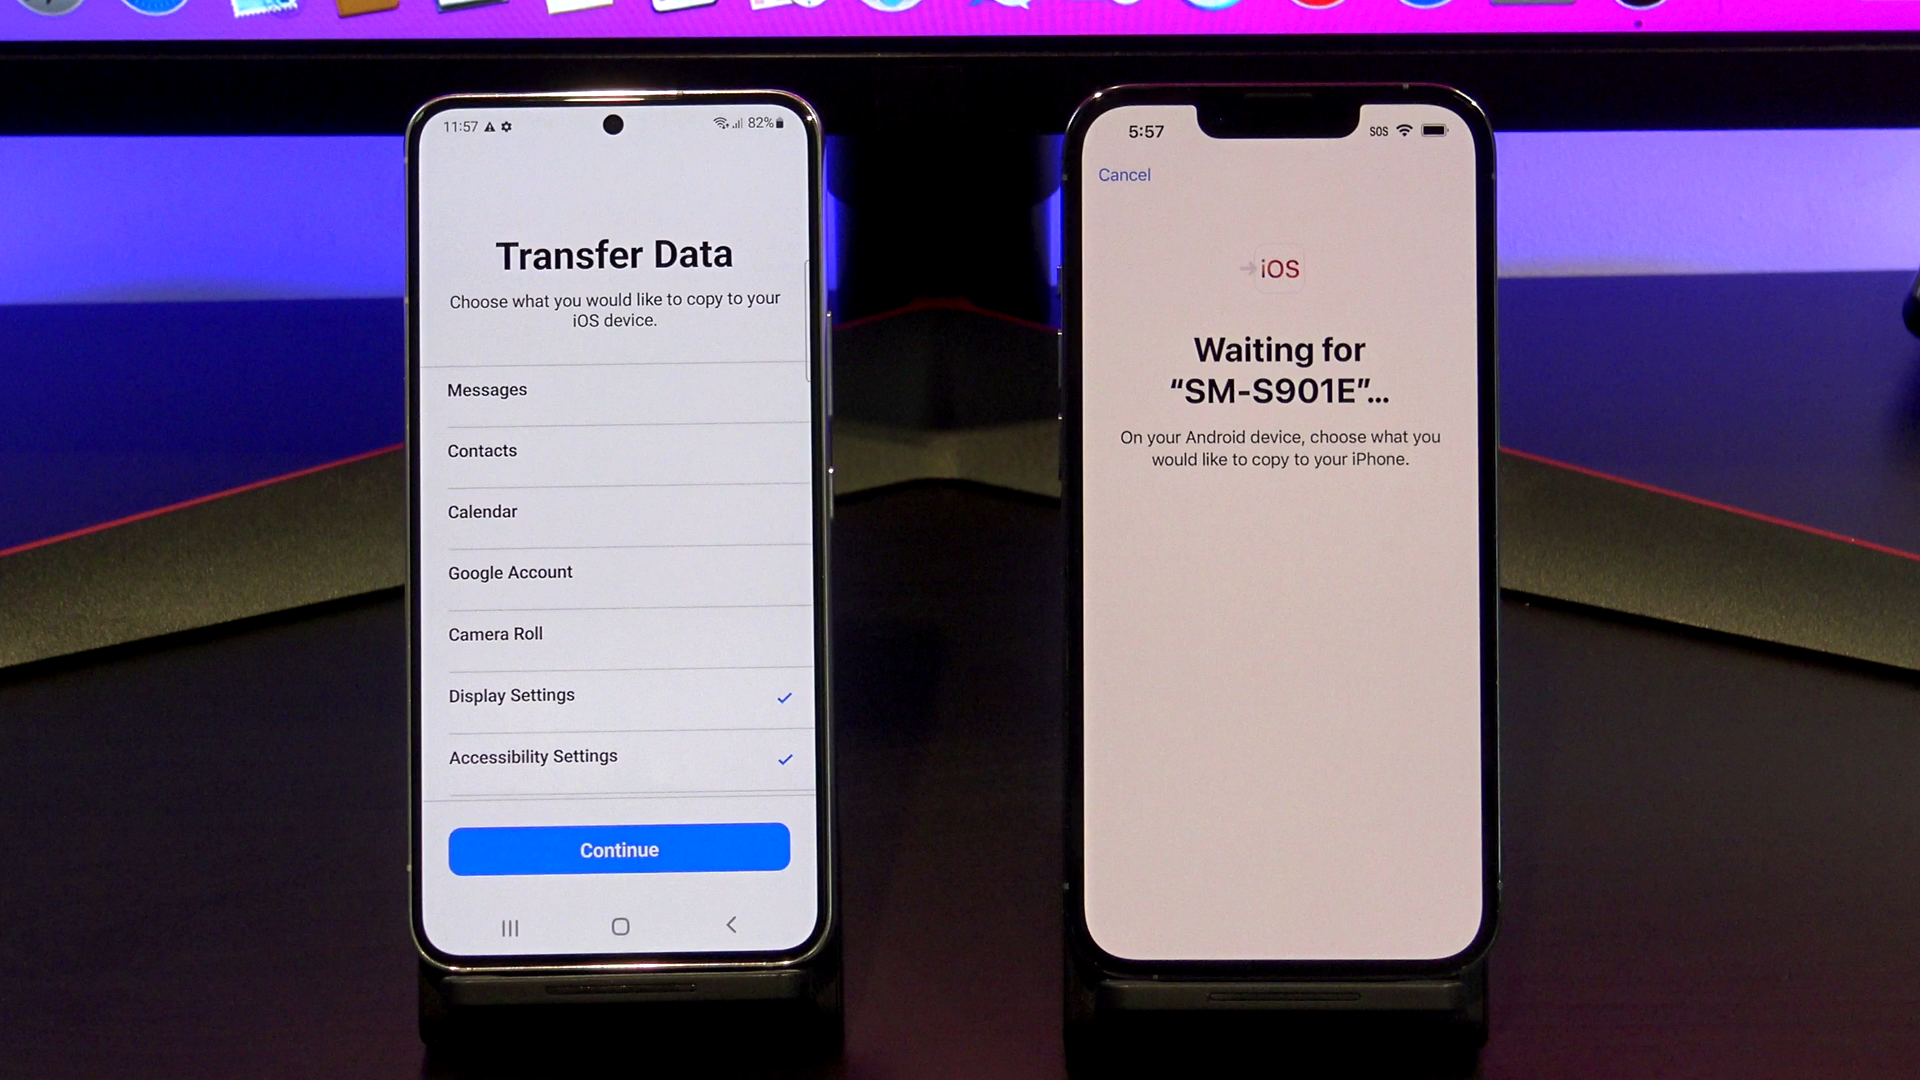 11:57
82%
Transfer Data
Choose what you would like to copy to your
iOS device.
Messages
Contacts
Calendar
Google Account
Camera Roll
Display Settings
Accessibility Settings
Continue
5:57
SOS
Cancel
iOS
Waiting for
“SM-S901E”...
On your Android device, choose what you
would like to copy to your iPhone.